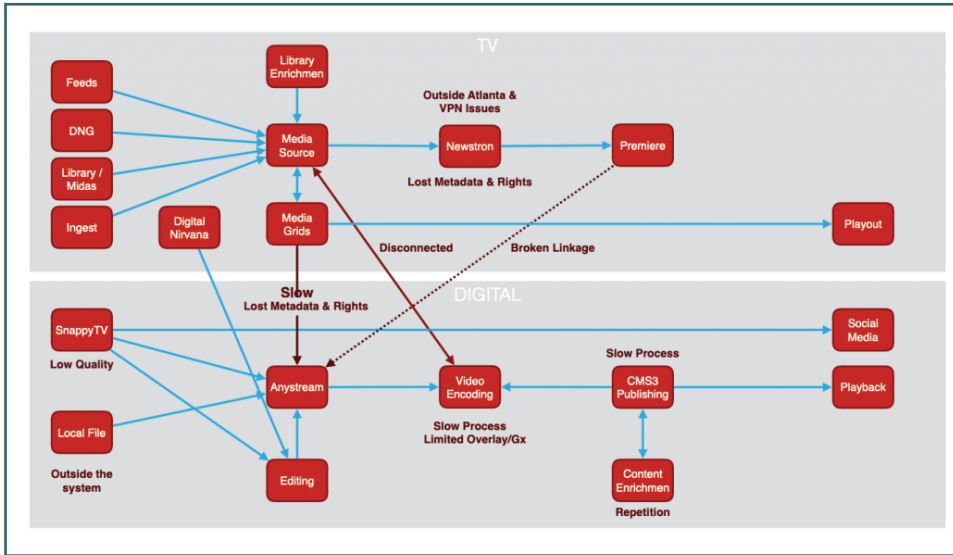 TV
Feeds
Library
Enrichmen
DNG
Media
Source
Outside Atlanta &
VPN Issues
Newstron
Premiere
Library /
Midas
Lost Metadata & Rights
Ingest
Digital
Nirvana
Media
Grids
Playout
Disconnected
Broken Linkage
Slow
Lost Metadata & Rights
DIGITAL
SnappyTV
Social
Media
Low Quality
Slow Process
Anystream
Video
Encoding
CMS3
Publishing
Playback
Local File
Slow Process
Limited Overlay/Gx
Outside the
system
Editing
Content
Enrichmen
Repetition